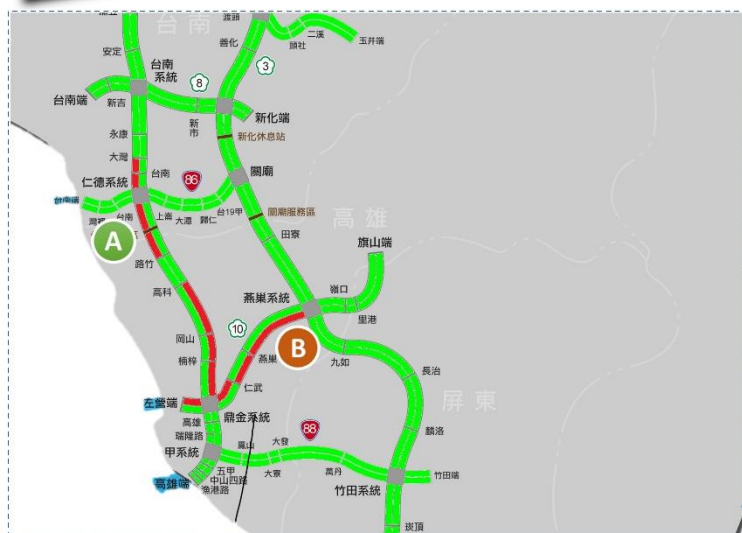 台南
渡頭
善化
頭社
二溪
玉井端
安定
3
台南
系統
8
台南端
新吉
新化端
新市
永康
新化休息站
大灣
台南
關廟
仁德系統
86
台南端
台南
上崙
大潭
歸仁
台19甲
關廟服務區
A
高雄
田寮
旗山端
路竹
高科
燕巢系統
嶺口
里港
10
岡山
B
楠梓
燕巢
九如
長治
仁武
屏東
左營端
鼎金系統
高雄
瑞隆路
88
麟洛
鳳山
大發
甲系統
五甲
大寮
萬丹
竹田端
中山四路
高雄端
漁港路
竹田系統
崁頂